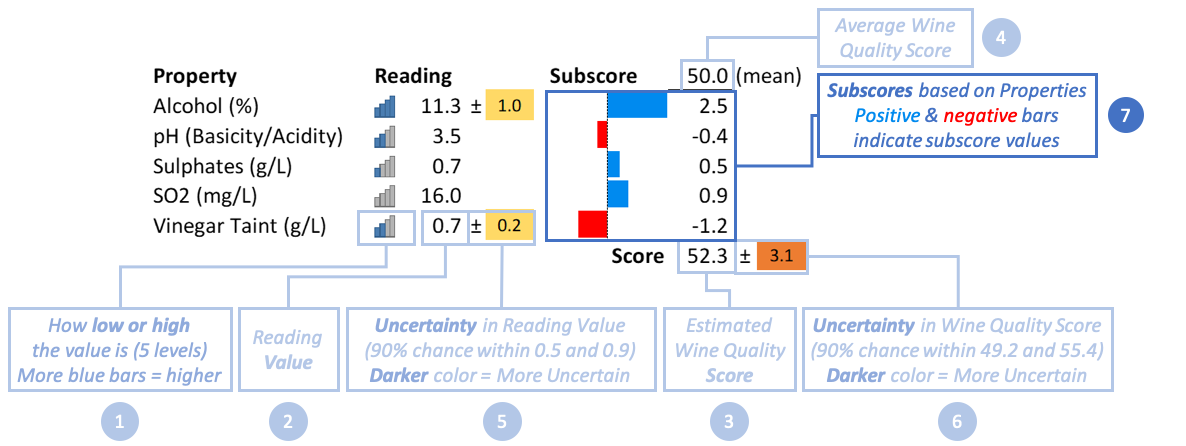 Average Wine
Quality Score
4
Property Reading Subscore 50.0 (mean)
Alcohol (%) 11.3 ± 1.0 2.5
pH (Basicity/Acidity) 3.5 -0.4
Sulphates (g/L) 0.7 0.5
SO2 (mg/L) 16.0 0.9
Vinegar Taint (g/L) 0.7 ± 0.2 -1.2
Score 52.3 ± 3.1
Subscores based on Properties
Positive & negative bars
indicate subscore values
7
How low or high
the value is (5 levels)
More blue bars = higher
1
Reading
Value
2
Uncertainty in Reading Value
(90% chance within 0.5 and 0.9)
Darker color = More Uncertain
5
Estimated
Wine Quality
Score
3
Uncertainty in Wine Quality Score
(90% chance within 49.2 and 55.4)
Darker color = More Uncertain
6